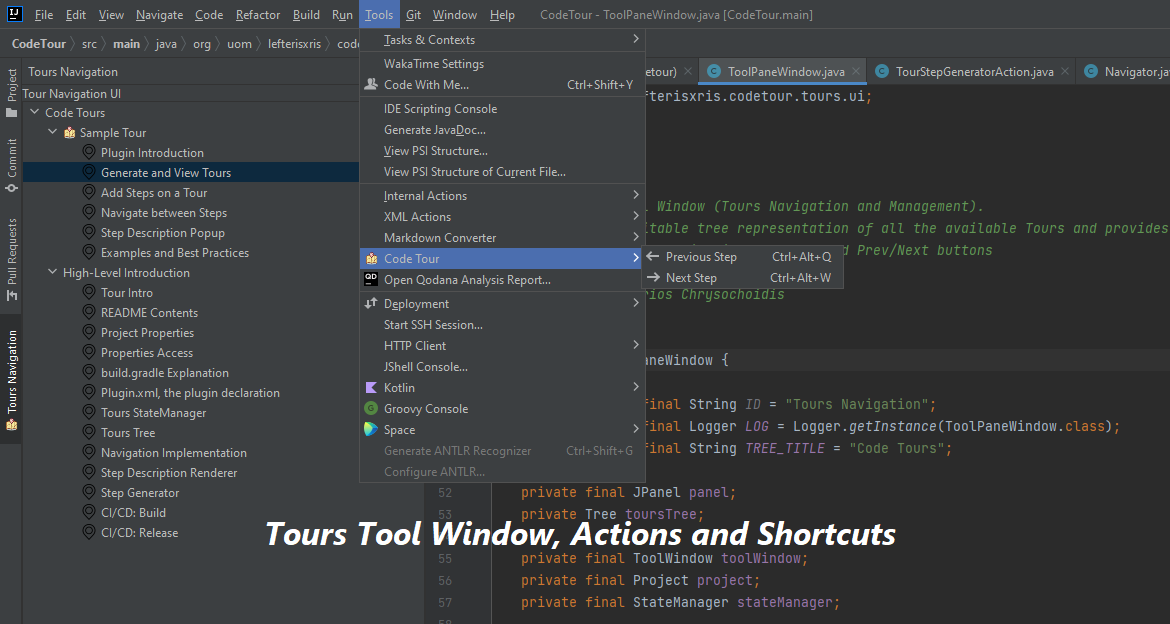 IJ File Edit View Navigate Code Refactor Build Run Tools Git Window Help CodeTour - ToolPaneWindow.java [CodeTour.main]
CodeTour src main java org uom lefterisxris code
Project
Commit
Pull Requests
Tours Navigation
Tours Navigation
Tour Navigation UI
Code Tours
Sample Tour
Plugin Introduction
Generate and View Tours
Add Steps on a Tour
Navigate between Steps
Step Description Popup
Examples and Best Practices
High-Level Introduction
Tour Intro
README Contents
Project Properties
Properties Access
build.gradle Explanation
Plugin.xml, the plugin declaration
Tours StateManager
Tours Tree
Navigation Implementation
Step Description Renderer
Step Generator
CI/CD: Build
CI/CD: Release
Tasks & Contexts
WakaTime Settings
Code With Me... Ctrl+Shift+Y
IDE Scripting Console
Generate JavaDoc...
View PSI Structure...
View PSI Structure of Current File...
Internal Actions
XML Actions
Markdown Converter
Code Tour
QD Open Qodana Analysis Report...
Deployment
Start SSH Session...
HTTP Client
JShell Console...
Kotlin
G Groovy Console
Space
Generate ANTLR Recognizer Ctrl+Shift+G
Configure ANTLR...
Previous Step Ctrl+Alt+Q
Next Step Ctrl+Alt+W
etour) C ToolPaneWindow.java C TourStepGeneratorAction.java C Navigator.ja
fterisxris.codetour.tours.ui;
l Window (Tours Navigation and Management).
itable tree representation of all the available Tours and provides
d Prev/Next buttons
rios Chrysochoidis
aneWindow {
final String ID = "Tours Navigation";
final Logger LOG = Logger.getInstance(ToolPaneWindow.class);
final String TREE_TITLE = "Code Tours";
52 private final JPanel panel;
53 private Tree toursTree;
Tours Tool Window, Actions and Shortcuts
55 private final ToolWindow toolWindow;
56 private final Project project;
57 private final StateManager stateManager;